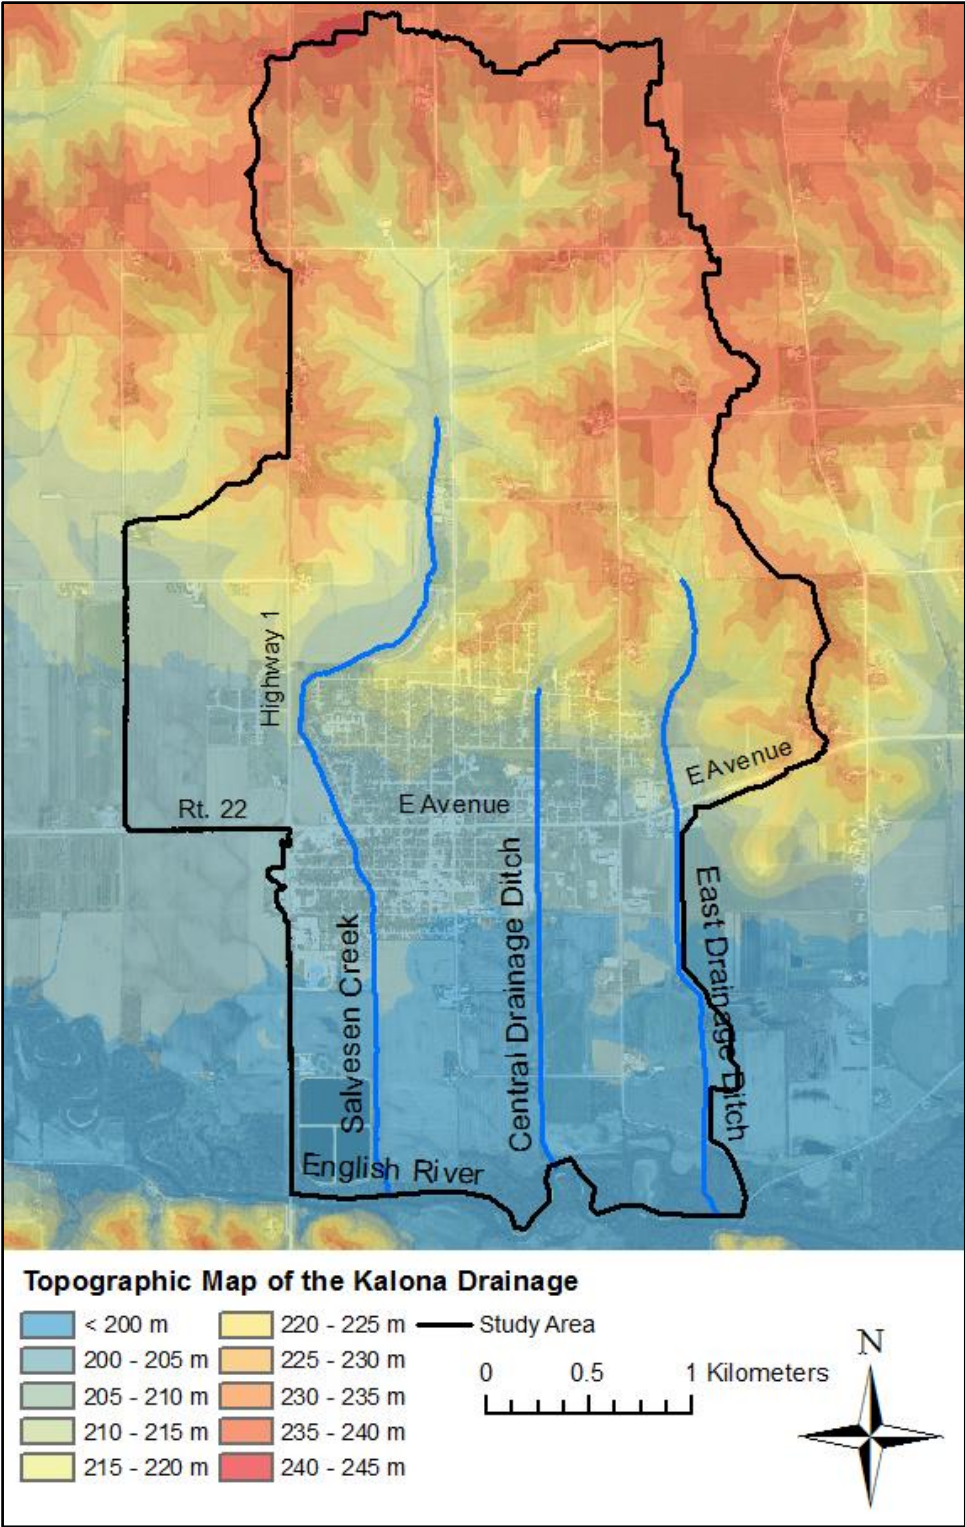 Highway 1
E Avenue
Rt. 22
E Avenue
Salvesen Creek
Central Drainage Ditch
East Drainage Ditch
English River
Topographic Map of the Kalona Drainage
< 200 m
200 - 205 m
205 - 210 m
210 - 215 m
215 - 220 m
220 - 225 m
225 - 230 m
230 - 235 m
235 - 240 m
240 - 245 m
Study Area
0 0.5 1 Kilometers
N